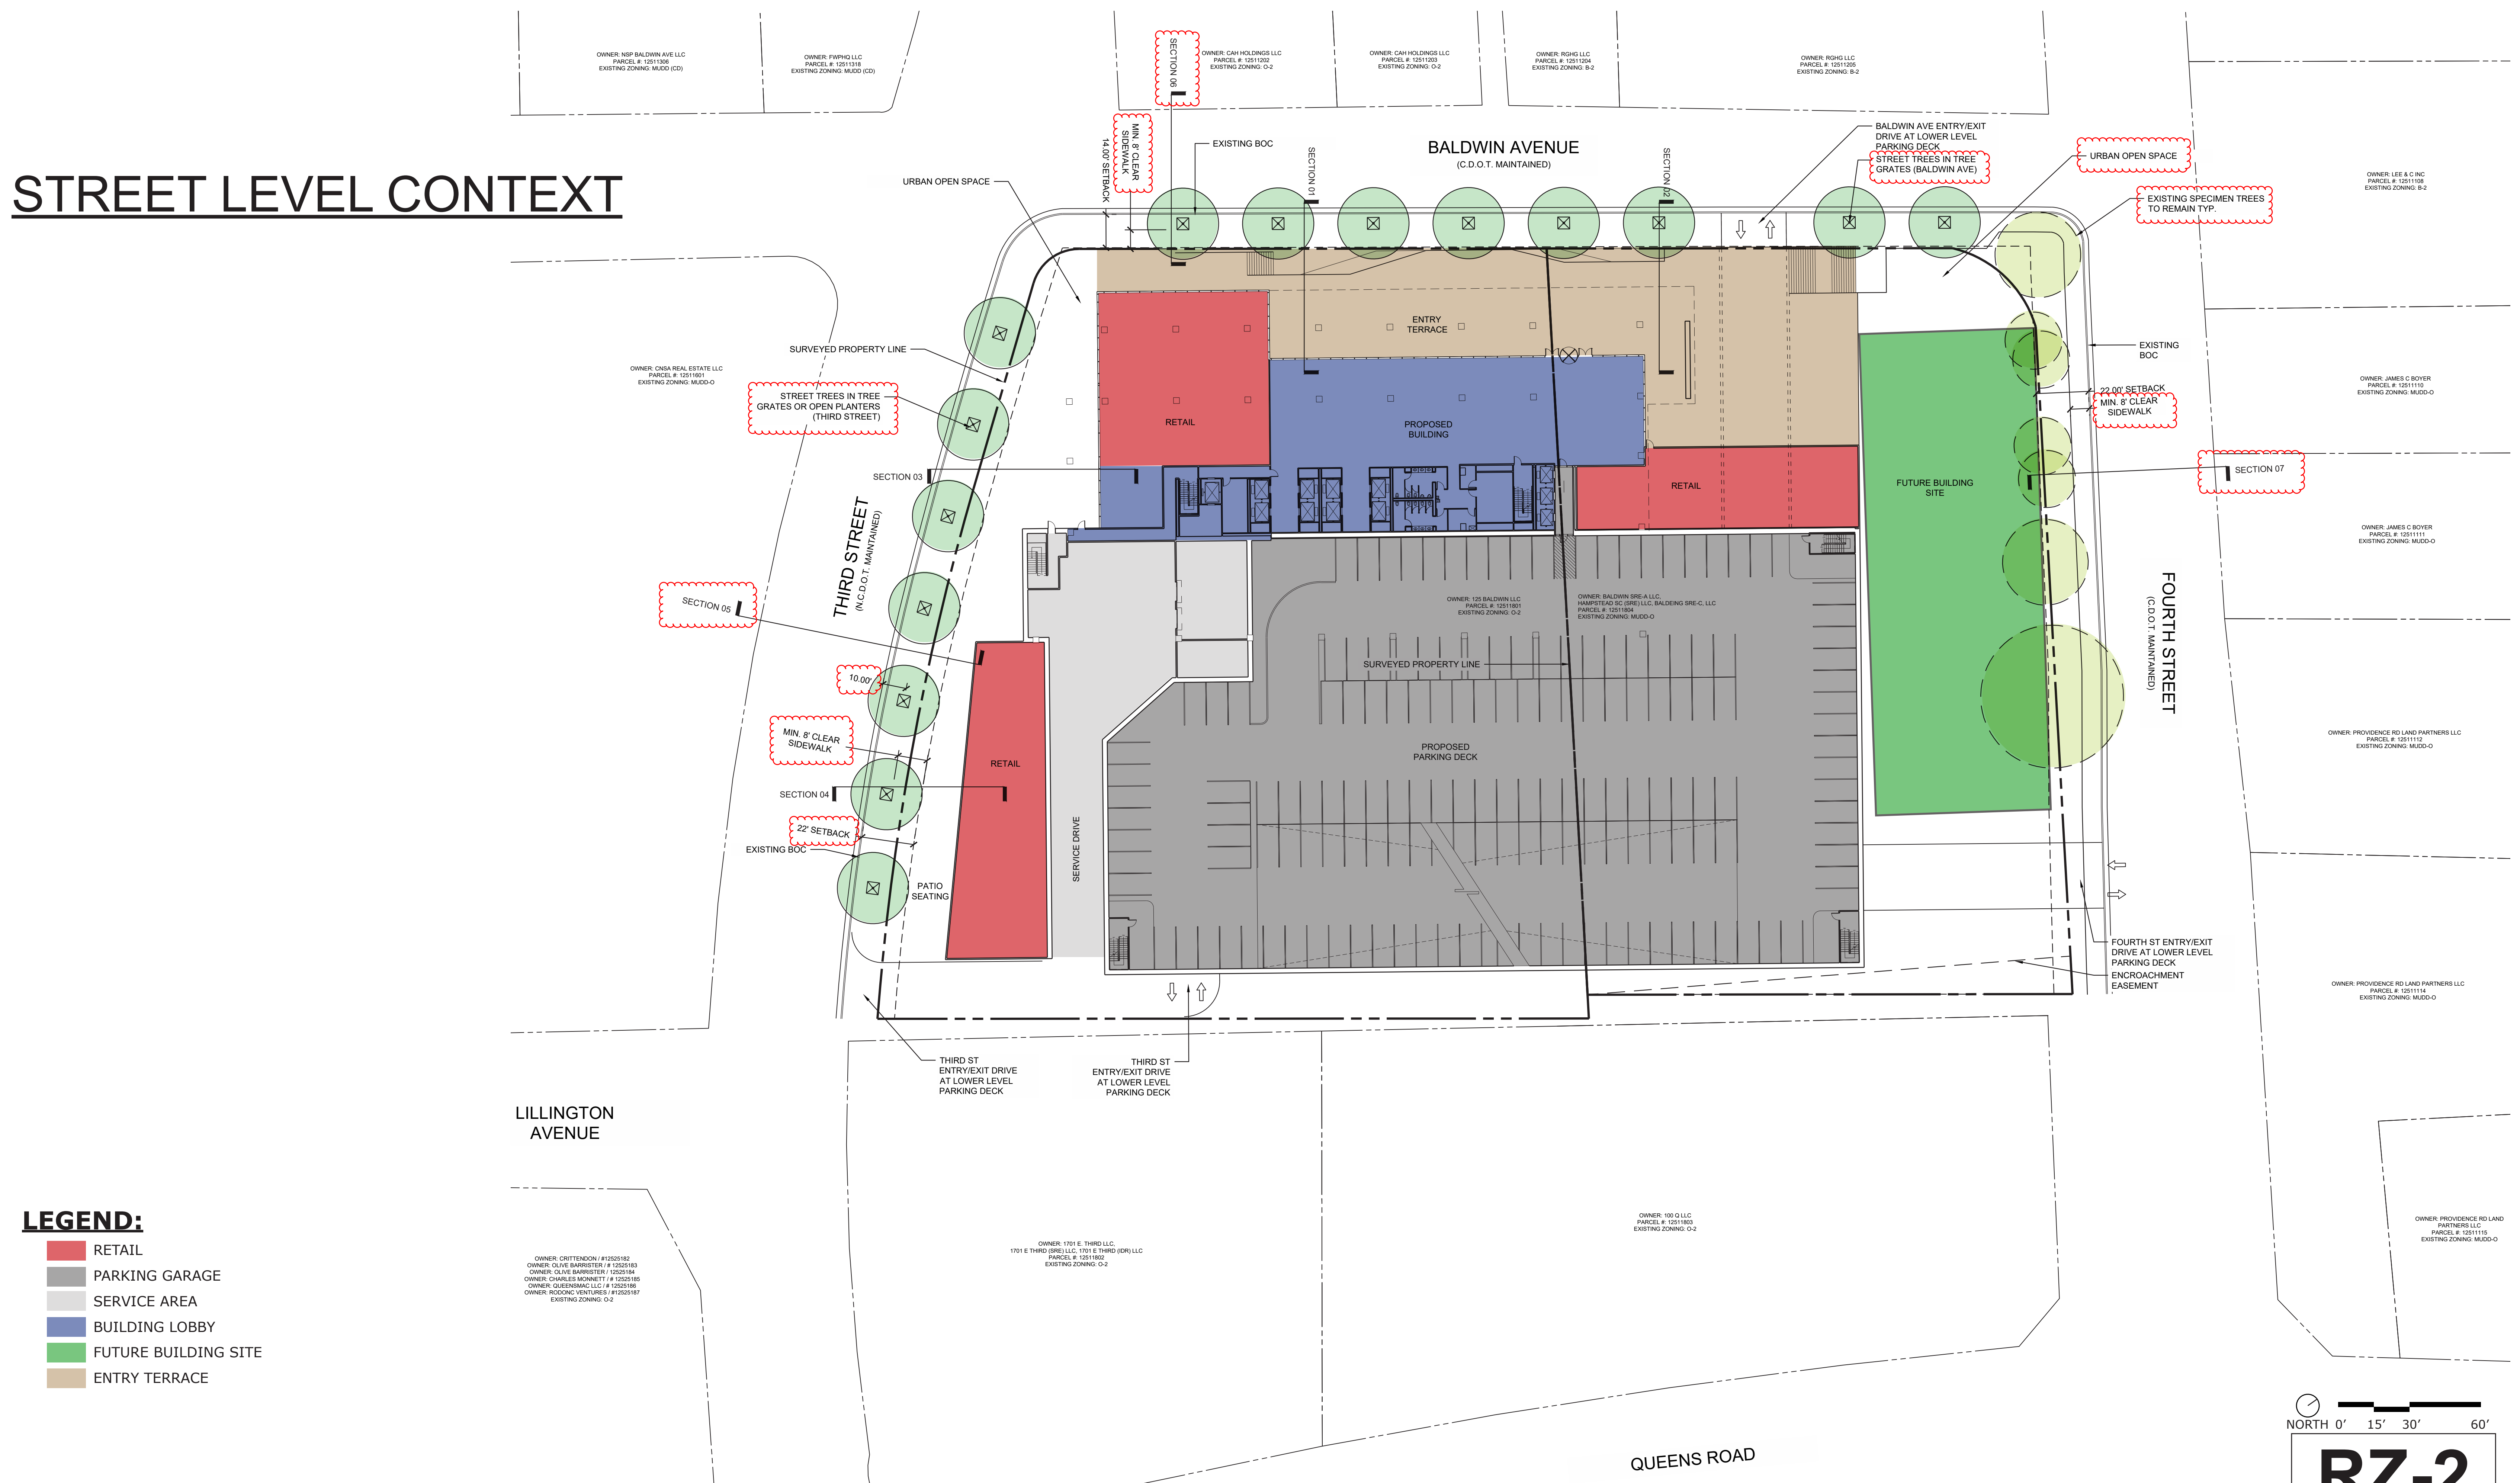 STREET LEVEL CONTEXT
OWNER: NSP BALDWIN AVE LLC
PARCEL #: 12511306
EXISTING ZONING: MUDD (CD)
OWNER: FWPHQ LLC
PARCEL #: 12511318
EXISTING ZONING: MUDD (CD)
SECTION 06
OWNER: CAH HOLDINGS LLC
PARCEL #: 12511202
EXISTING ZONING: O-2
OWNER: CAH HOLDINGS LLC
PARCEL #: 12511203
EXISTING ZONING: O-2
OWNER: RGHG LLC
PARCEL #: 12511204
EXISTING ZONING: B-2
OWNER: RGHG LLC
PARCEL #: 12511205
EXISTING ZONING: B-2
14.00' SETBACK
MIN. 8' CLEAR
SIDEWALK
EXISTING BOC
SECTION 01
BALDWIN AVENUE
(C.D.O.T. MAINTAINED)
SECTION 02
BALDWIN AVE ENTRY/EXIT
DRIVE AT LOWER LEVEL
PARKING DECK
STREET TREES IN TREE
GRATES (BALDWIN AVE)
URBAN OPEN SPACE
EXISTING SPECIMEN TREES
TO REMAIN TYP.
OWNER: LEE & C INC
PARCEL #: 12511108
EXISTING ZONING: B-2
URBAN OPEN SPACE
SURVEYED PROPERTY LINE
OWNER: CNSA REAL ESTATE LLC
PARCEL #: 12511601
EXISTING ZONING: MUDD-O
STREET TREES IN TREE
GRATES OR OPEN PLANTERS
(THIRD STREET)
ENTRY
TERRACE
RETAIL
PROPOSED
BUILDING
EXISTING
BOC
22.00' SETBACK
MIN. 8' CLEAR
SIDEWALK
OWNER: JAMES C BOYER
PARCEL #: 12511110
EXISTING ZONING: MUDD-O
SECTION 03
RETAIL
FUTURE BUILDING
SITE
SECTION 07
OWNER: JAMES C BOYER
PARCEL #: 12511111
EXISTING ZONING: MUDD-O
THIRD STREET
(N.C.D.O.T. MAINTAINED)
SECTION 05
OWNER: 125 BALDWIN LLC
PARCEL #: 12511801
EXISTING ZONING: O-2
OWNER: BALDWIN SRE-A LLC,
HAMPSTEAD SC (SRE) LLC, BALDEING SRE-C, LLC
PARCEL #: 12511804
EXISTING ZONING: MUDD-O
FOURTH STREET
(C.D.O.T. MAINTAINED)
SURVEYED PROPERTY LINE
10.00'
MIN. 8' CLEAR
SIDEWALK
PROPOSED
PARKING DECK
RETAIL
OWNER: PROVIDENCE RD LAND PARTNERS LLC
PARCEL #: 12511112
EXISTING ZONING: MUDD-O
SECTION 04
22' SETBACK
EXISTING BOC
SERVICE DRIVE
PATIO
SEATING
FOURTH ST ENTRY/EXIT
DRIVE AT LOWER LEVEL
PARKING DECK
ENCROACHMENT
EASEMENT
OWNER: PROVIDENCE RD LAND PARTNERS LLC
PARCEL #: 12511114
EXISTING ZONING: MUDD-O
THIRD ST
ENTRY/EXIT DRIVE
AT LOWER LEVEL
PARKING DECK
THIRD ST
ENTRY/EXIT DRIVE
AT LOWER LEVEL
PARKING DECK
LILLINGTON
AVENUE
OWNER: 1701 E. THIRD LLC,
1701 E THIRD (SRE) LLC, 1701 E THIRD (IDR) LLC
PARCEL #: 12511802
EXISTING ZONING: O-2
OWNER: 100 Q LLC
PARCEL #: 12511803
EXISTING ZONING: O-2
OWNER: PROVIDENCE RD LAND
PARTNERS LLC
PARCEL #: 12511115
EXISTING ZONING: MUDD-O
OWNER: CRITTENDON / #12525182
OWNER: OLIVE BARRISTER / # 12525183
OWNER: OLIVE BARRISTER / 12525184
OWNER: CHARLES MONNETT / # 12525185
OWNER: QUEENSMAC LLC / # 12525186
OWNER: RODONC VENTURES / #12525187
EXISTING ZONING: O-2
LEGEND:
RETAIL
PARKING GARAGE
SERVICE AREA
BUILDING LOBBY
FUTURE BUILDING SITE
ENTRY TERRACE
QUEENS ROAD
NORTH 0' 15' 30' 60'
RZ-2